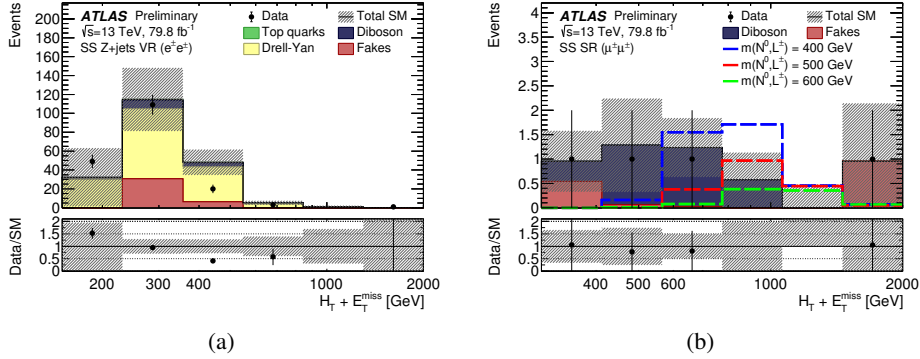 Events
220
200
180
160
140
120
100
80
60
40
20
0
ATLAS Preliminary
√s=13 TeV, 79.8 fb⁻¹
SS Z+jets VR (e±e±)
Data
Total SM
Top quarks
Diboson
Drell-Yan
Fakes
Data/SM
2
1.5
1
0.5
0
200
300
400
1000
2000
H_T + E_T^miss [GeV]
(a)
Events
4
3.5
3
2.5
2
1.5
1
0.5
0
ATLAS Preliminary
√s=13 TeV, 79.8 fb⁻¹
SS SR (μ±μ±)
Data
Total SM
Diboson
Fakes
m(N⁰,L±) = 400 GeV
m(N⁰,L±) = 500 GeV
m(N⁰,L±) = 600 GeV
Data/SM
2
1.5
1
0.5
0
400
500
600
1000
2000
H_T + E_T^miss [GeV]
(b)